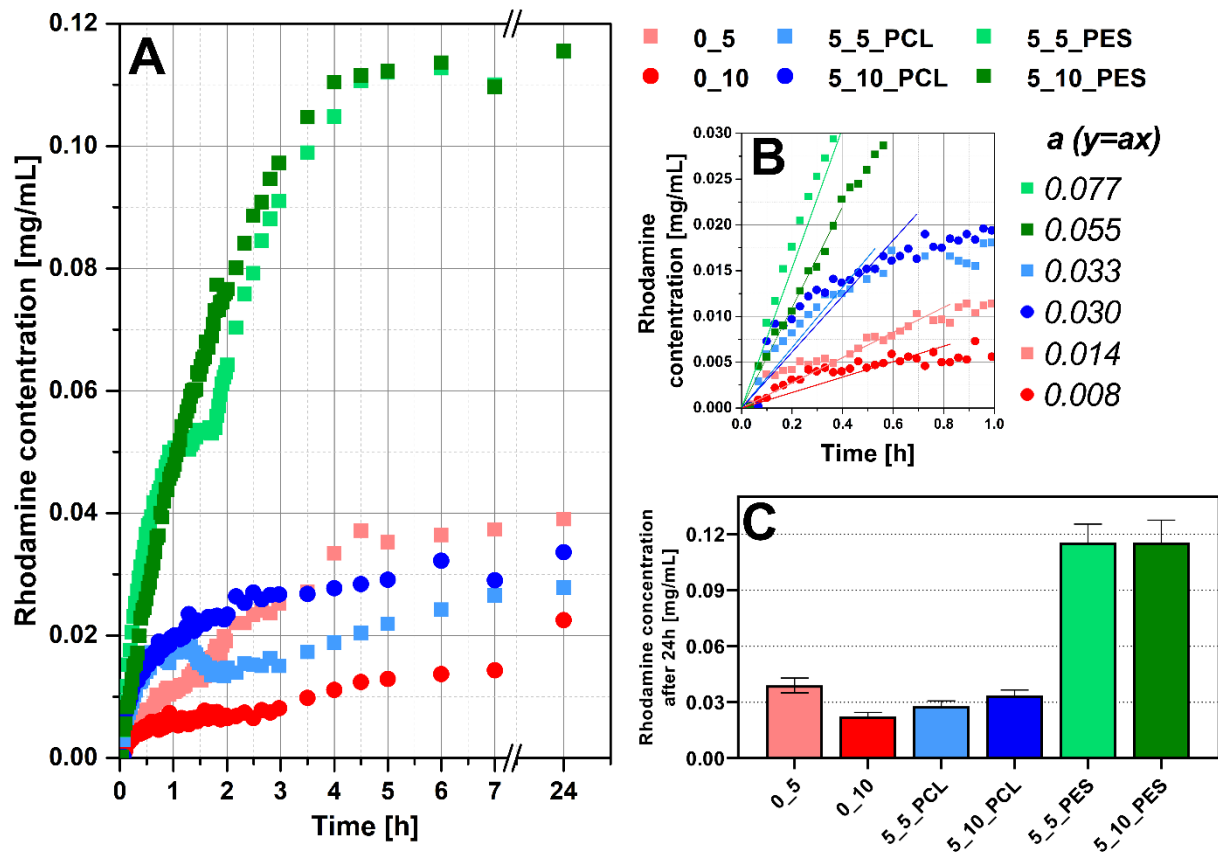 A
0.12
0.10
0.08
0.06
0.04
0.02
0.00
Rhodamine contentration [mg/mL]
0 1 2 3 4 5 6 7 24
Time [h]
0_5 5_5_PCL 5_5_PES
0_10 5_10_PCL 5_10_PES
B
0.030
0.025
0.020
0.015
0.010
0.005
0.000
Rhodamine
contentration [mg/mL]
0.0 0.2 0.4 0.6 0.8 1.0
Time [h]
a (y=ax)
0.077
0.055
0.033
0.030
0.014
0.008
C
0.12
0.09
0.06
0.03
0.00
Rhodamine concentration
after 24h [mg/mL]
0_5 0_10 5_5_PCL 5_10_PCL 5_5_PES 5_10_PES